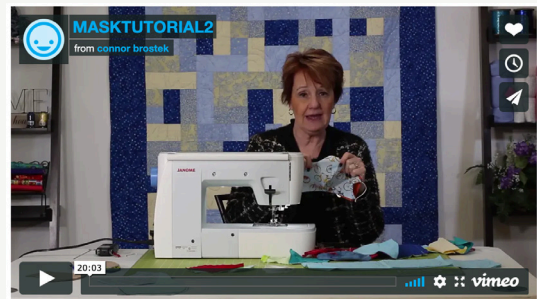 MASKTUTORIAL2
from connor brostek
JANOME
20:03
vimeo